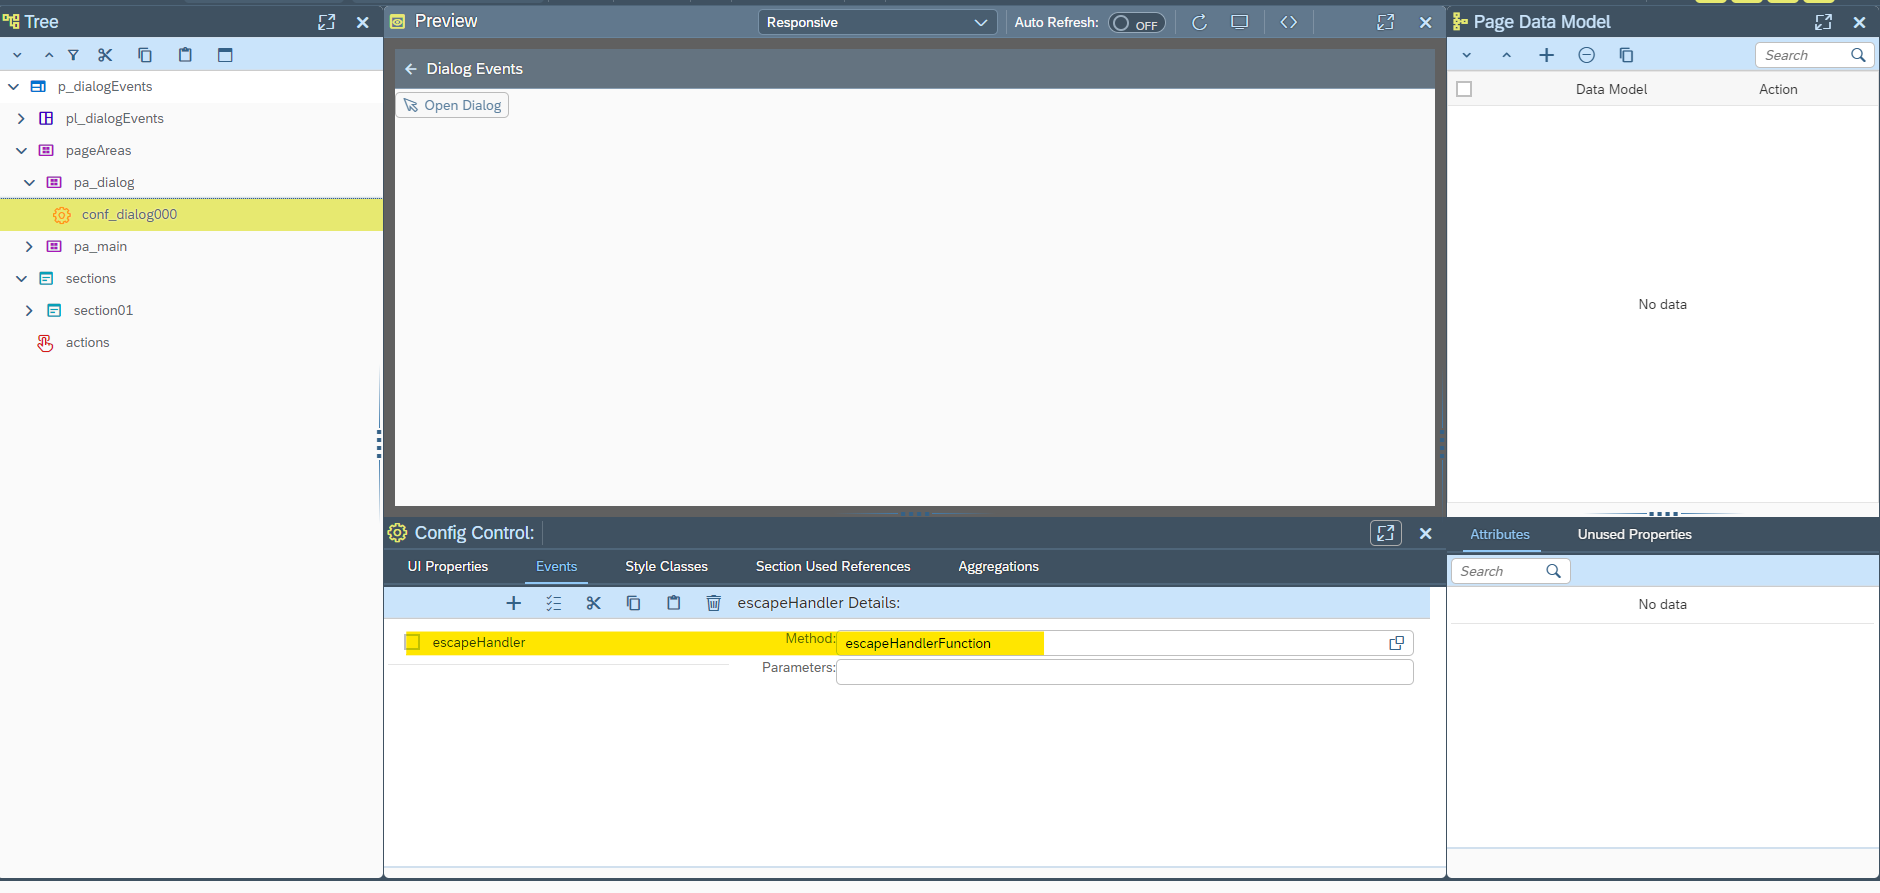 Tree
p_dialogEvents
pl_dialogEvents
pageAreas
pa_dialog
conf_dialog000
pa_main
sections
section01
actions
Preview
Responsive
Auto Refresh:
OFF
Dialog Events
Open Dialog
Config Control:
UI Properties
Events
Style Classes
Section Used References
Aggregations
escapeHandler Details:
escapeHandler
Method:
escapeHandlerFunction
Parameters:
Page Data Model
Search
Data Model
Action
No data
Attributes
Unused Properties
Search
No data